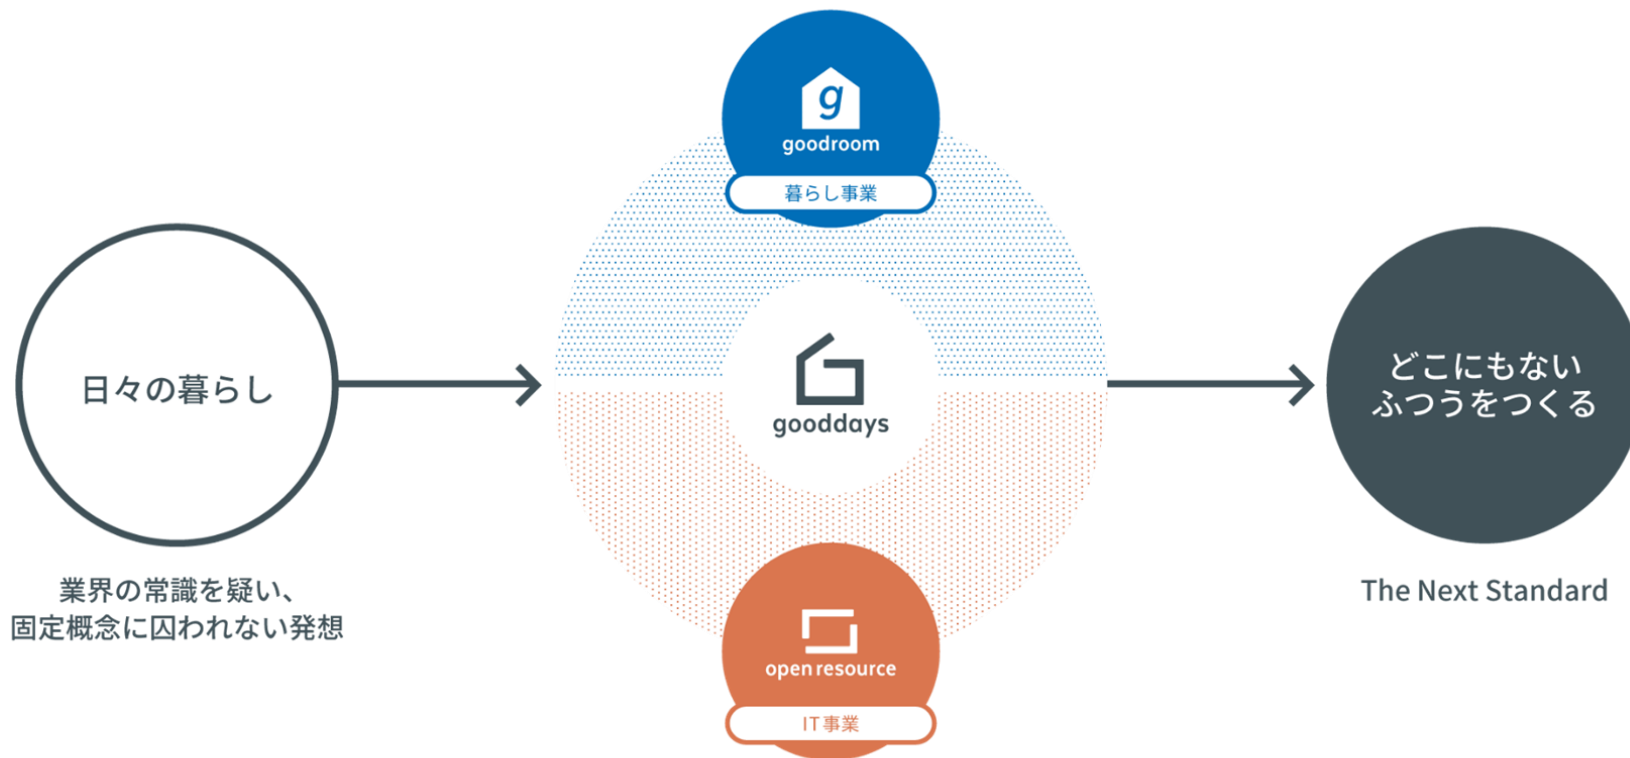 日々の暮らし
業界の常識を疑い、
固定概念に囚われない発想
g
goodroom
暮らし事業
gooddays
open resource
IT事業
どこにもない
ふつうをつくる
The Next Standard